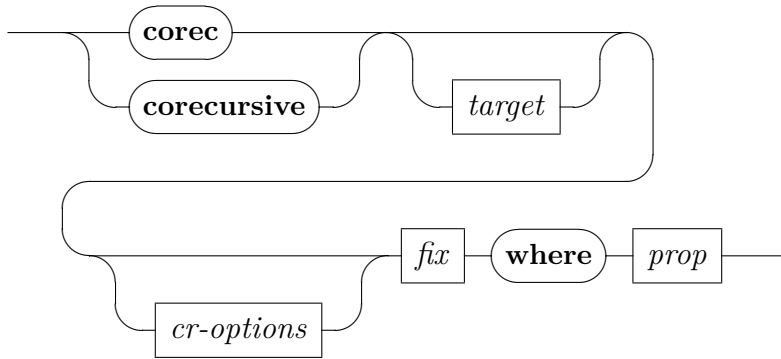 corec
corecursive
target
fix where prop
cr-options